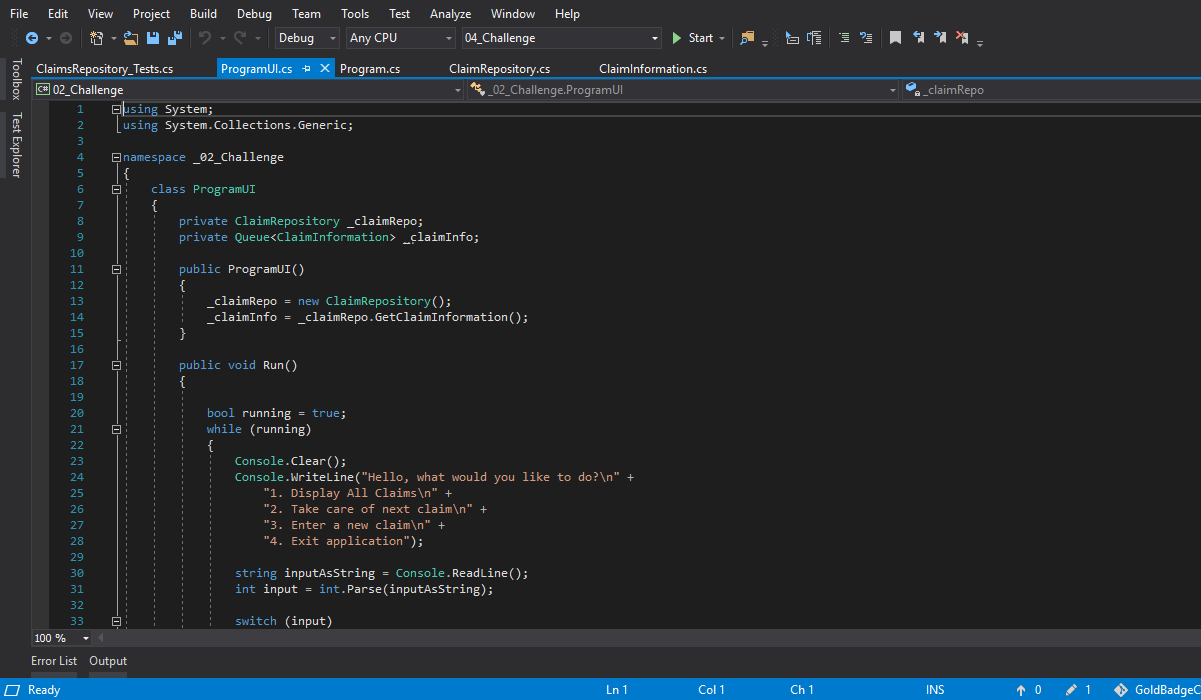 File Edit View Project Build Debug Team Tools Test Analyze Window Help
Debug Any CPU 04_Challenge Start
ClaimsRepository_Tests.cs ProgramUI.cs Program.cs ClaimRepository.cs ClaimInformation.cs
C# 02_Challenge _02_Challenge.ProgramUI _claimRepo
Toolbox
Test Explorer
1 using System;
2 using System.Collections.Generic;
3
4 namespace _02_Challenge
5 {
6 class ProgramUI
7 {
8 private ClaimRepository _claimRepo;
9 private Queue<ClaimInformation> _claimInfo;
10
11 public ProgramUI()
12 {
13 _claimRepo = new ClaimRepository();
14 _claimInfo = _claimRepo.GetClaimInformation();
15 }
16
17 public void Run()
18 {
19
20 bool running = true;
21 while (running)
22 {
23 Console.Clear();
24 Console.WriteLine("Hello, what would you like to do?\n" +
25 "1. Display All Claims\n" +
26 "2. Take care of next claim\n" +
27 "3. Enter a new claim\n" +
28 "4. Exit application");
29
30 string inputAsString = Console.ReadLine();
31 int input = int.Parse(inputAsString);
32
33 switch (input)
100 %
Error List Output
Ready Ln 1 Col 1 Ch 1 INS 0 1 GoldBadgeC